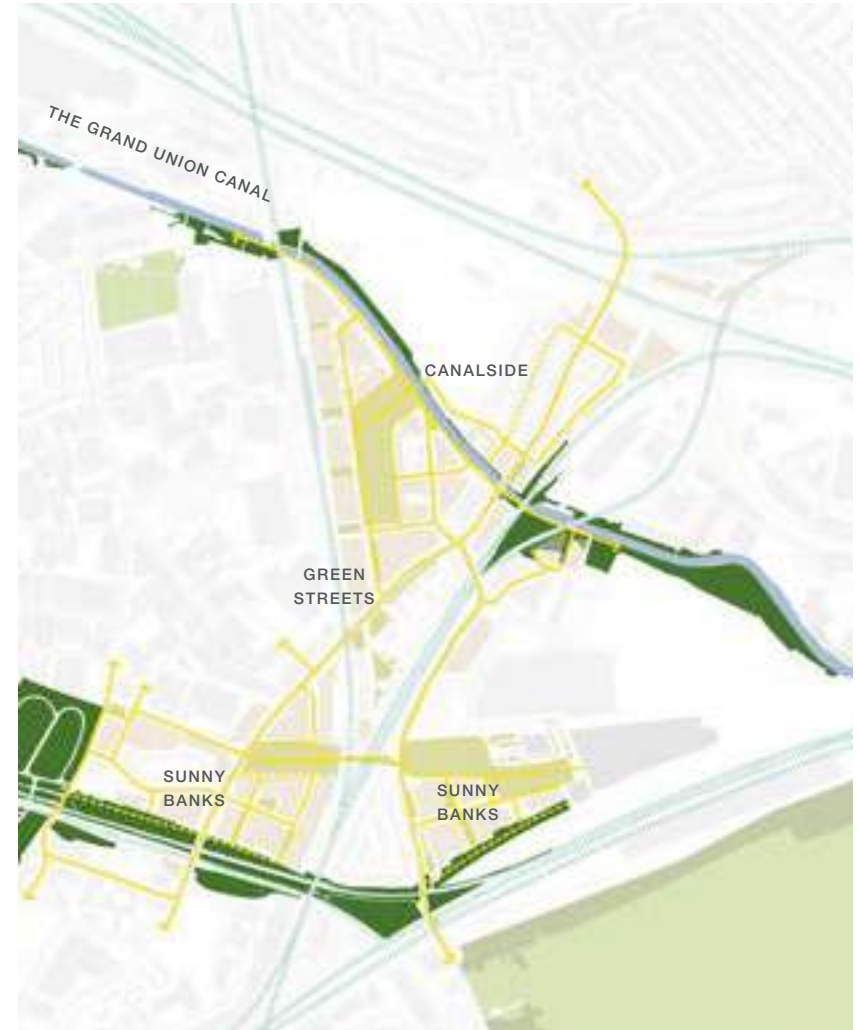 THE GRAND UNION CANAL
CANALSIDE
GREEN
STREETS
SUNNY
BANKS
SUNNY
BANKS